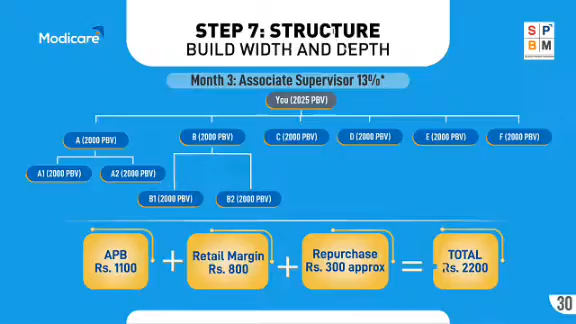 Modicare
STEP 7: STRUCTURE
BUILD WIDTH AND DEPTH
S P
B M
Month 3: Associate Supervisor 13%*
You (2025 PBV)
A (2000 PBV)
B (2000 PBV)
C (2000 PBV)
D (2000 PBV)
E (2000 PBV)
F (2000 PBV)
A1 (2000 PBV)
A2 (2000 PBV)
B1 (2000 PBV)
B2 (2000 PBV)
APB
Rs. 1100
+
Retail Margin
Rs. 800
+
Repurchase
Rs. 300 approx
=
TOTAL
Rs. 2200
30